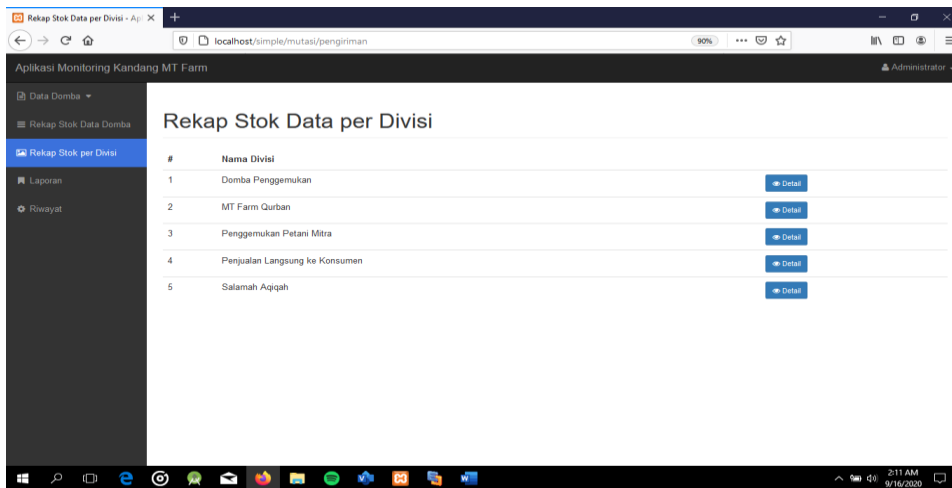 Rekap Stok Data per Divisi - Ap
localhost/simple/mutasi/pengiriman
90%
Aplikasi Monitoring Kandang MT Farm
Administrator
Data Domba
Rekap Stok Data Domba
Rekap Stok per Divisi
Laporan
Riwayat
Rekap Stok Data per Divisi
# Nama Divisi
1 Domba Penggemukan Detail
2 MT Farm Qurban Detail
3 Penggemukan Petani Mitra Detail
4 Penjualan Langsung ke Konsumen Detail
5 Salamah Aqiqah Detail
2:11 AM
9/16/2020